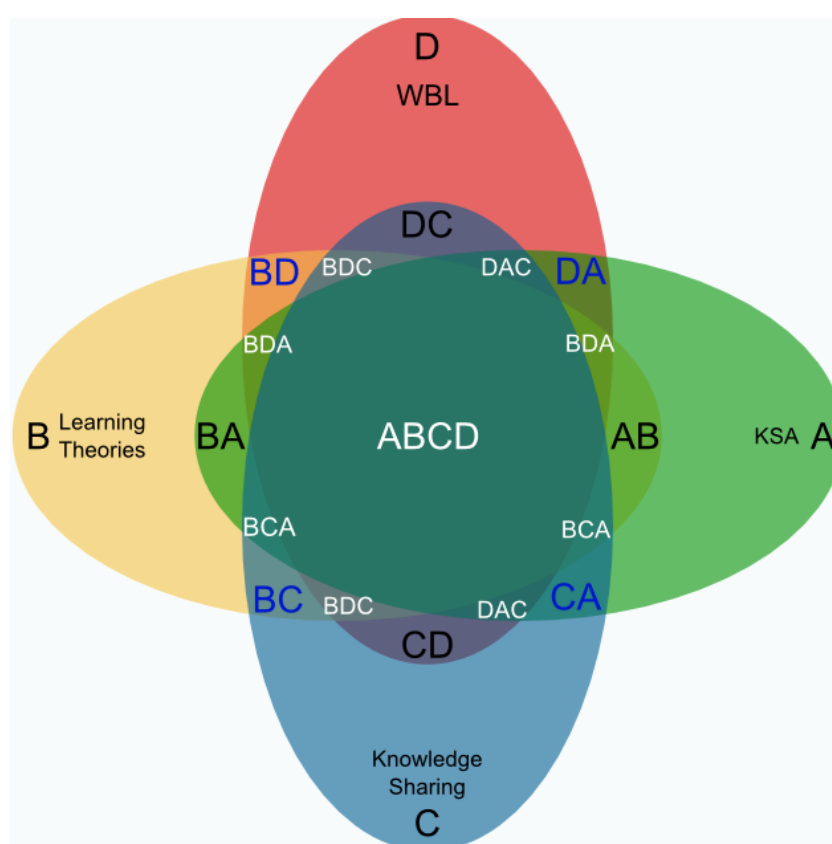 D
WBL
DC
BD
BDC
DAC
DA
BDA
BDA
B
Learning
Theories
BA
ABCD
AB
KSA
A
BCA
BCA
BC
BDC
DAC
CA
CD
Knowledge
Sharing
C